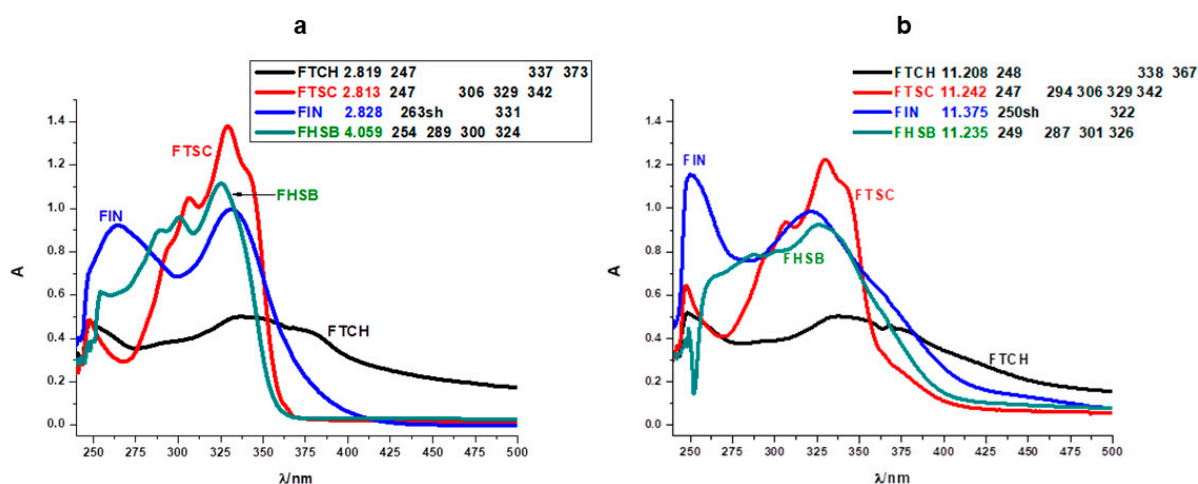 a
FTCH 2.819 247 337 373
FTSC 2.813 247 306 329 342
FIN 2.828 263sh 331
FHSB 4.059 254 289 300 324
1.4
1.2
1.0
0.8
0.6
0.4
0.2
0.0
A
FTSC
FHSB
FIN
FTCH
250 275 300 325 350 375 400 425 450 475 500
λ/nm
b
FTCH 11.208 248 338 367
FTSC 11.242 247 294 306 329 342
FIN 11.375 250sh 322
FHSB 11.235 249 287 301 326
1.4
1.2
1.0
0.8
0.6
0.4
0.2
0.0
A
FIN
FTSC
FHSB
FTCH
250 275 300 325 350 375 400 425 450 475 500
λ/nm